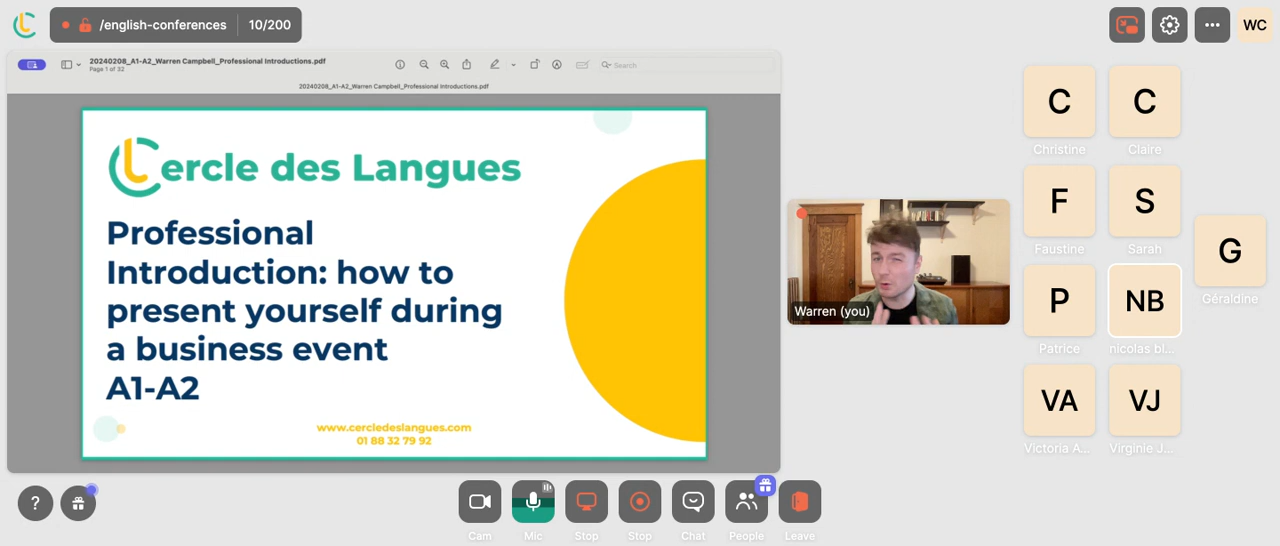 /english-conferences
10/200
WC
20240208_A1-A2_Warren Campbell_Professional Introductions.pdf
Page 1 of 32
Search
20240208_A1-A2_Warren Campbell_Professional Introductions.pdf
Cercle des Langues
Professional
Introduction: how to
present yourself during
a business event
A1-A2
www.cercledeslangues.com
01 88 32 79 92
Warren (you)
C
Christine
C
Claire
F
Faustine
S
Sarah
G
Géraldine
P
Patrice
NB
nicolas bl...
VA
Victoria A...
VJ
Virginie J...
?
Cam
Mic
Stop
Stop
Chat
People
Leave